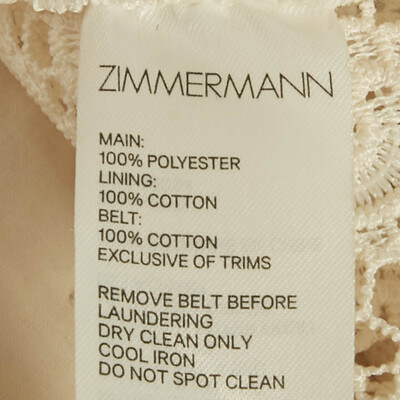 ZIMMERMANN
MAIN:
100% POLYESTER
LINING:
100% COTTON
BELT:
100% COTTON
EXCLUSIVE OF TRIMS
REMOVE BELT BEFORE
LAUNDERING
DRY CLEAN ONLY
COOL IRON
DO NOT SPOT CLEAN